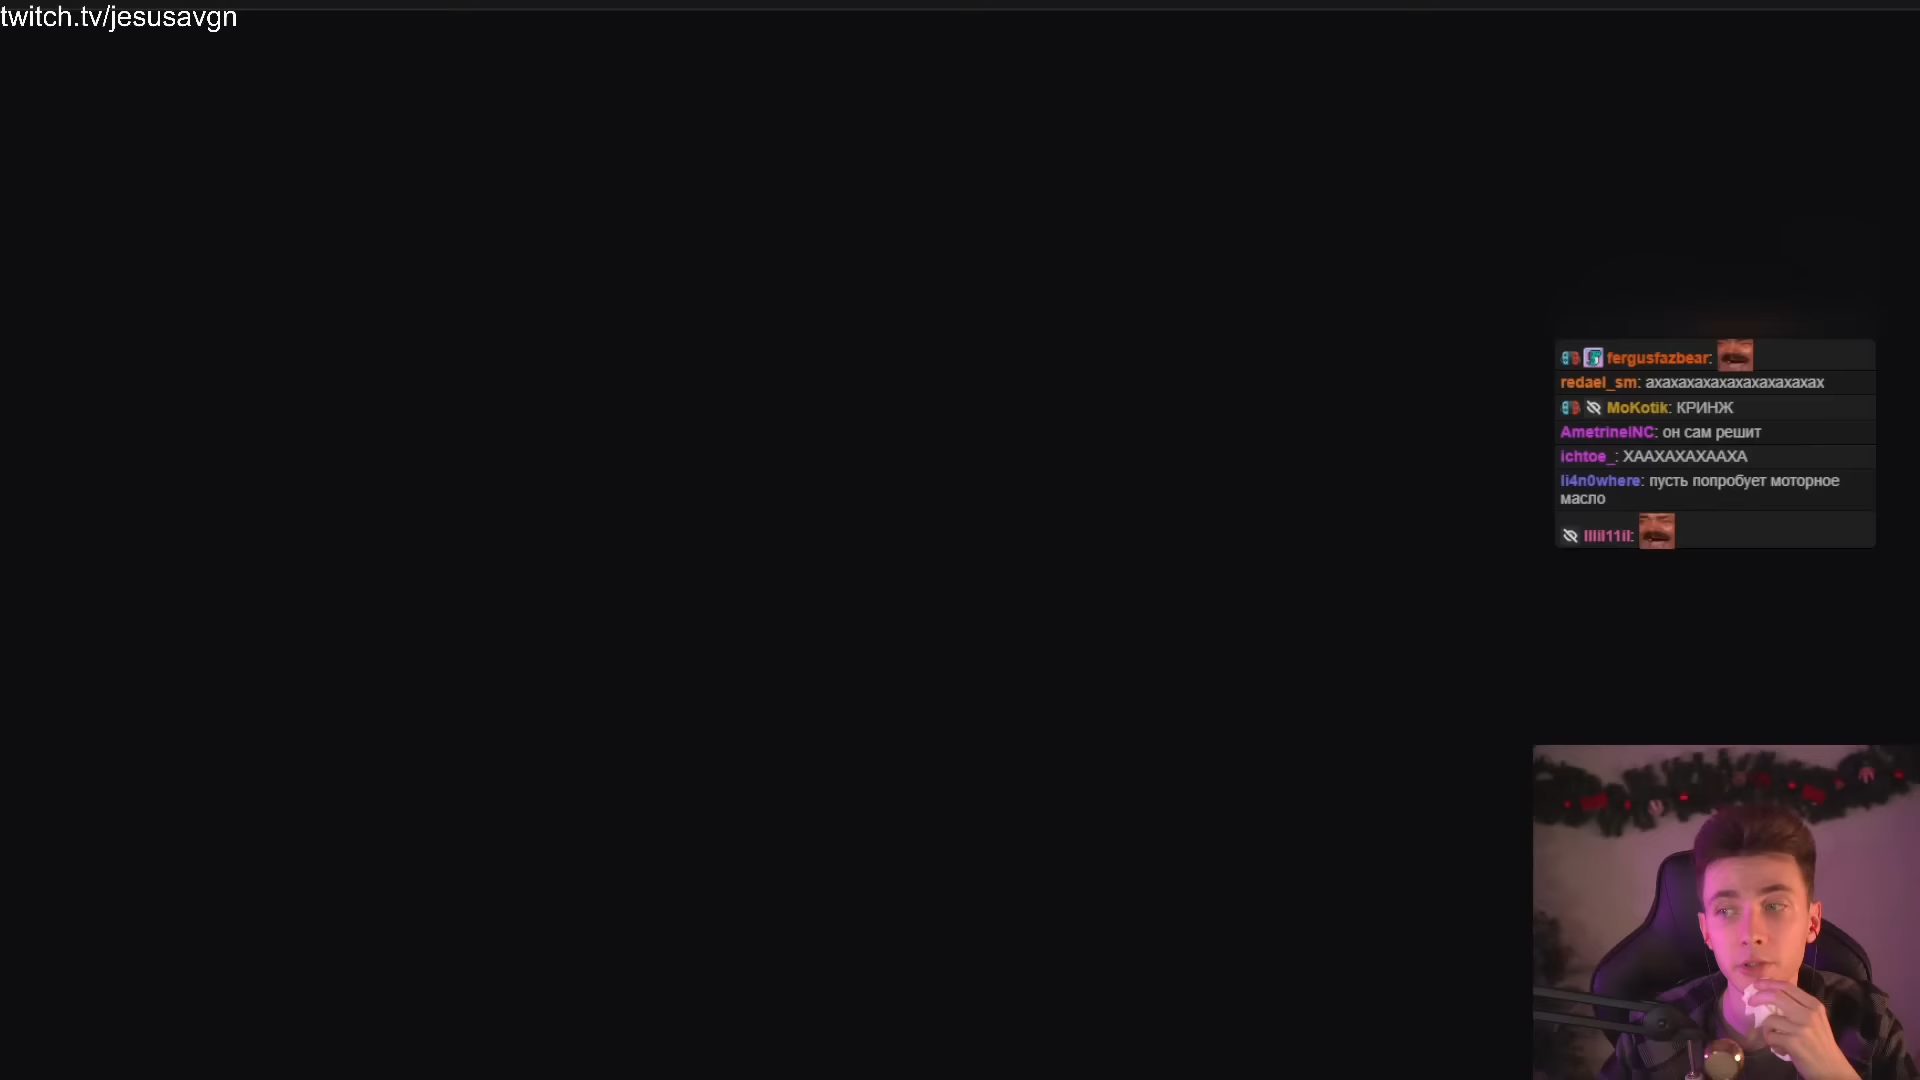 twitch.tv/jesusavgn
fergusfazbear:
redael_sm: ахахахахахахахахахах
MoKotik: КРИНЖ
AmetrineINC: он сам решит
ichtoe_: ХААХАХАХААХА
li4n0where: пусть попробует моторное
масло